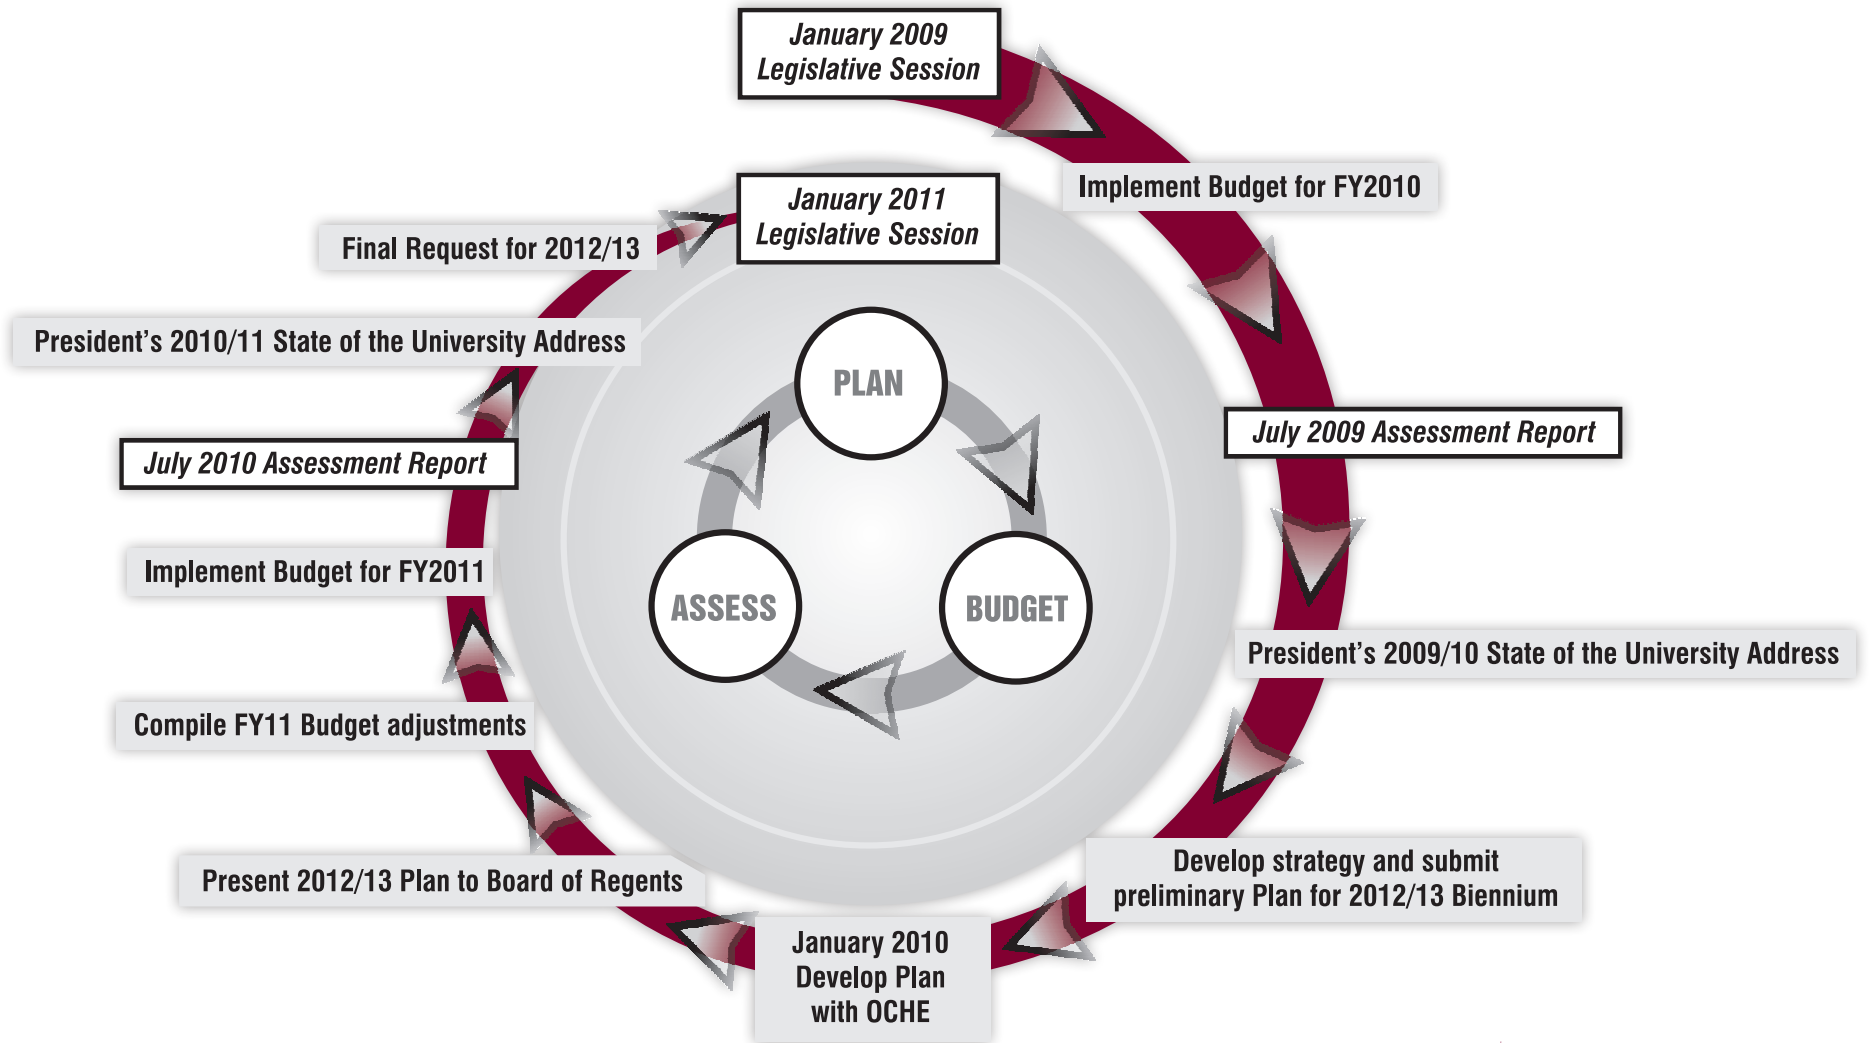 January 2009
Legislative Session
Implement Budget for FY2010
July 2009 Assessment Report
President’s 2009/10 State of the University Address
Develop strategy and submit
preliminary Plan for 2012/13 Biennium
January 2010
Develop Plan
with OCHE
Present 2012/13 Plan to Board of Regents
Compile FY11 Budget adjustments
Implement Budget for FY2011
July 2010 Assessment Report
President’s 2010/11 State of the University Address
Final Request for 2012/13
January 2011
Legislative Session
PLAN
BUDGET
ASSESS